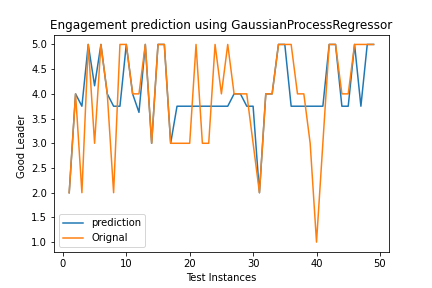 Engagement prediction using GaussianProcessRegressor
5.0
4.5
4.0
3.5
3.0
2.5
2.0
1.5
1.0
Good Leader
prediction
Orignal
0 10 20 30 40 50
Test Instances